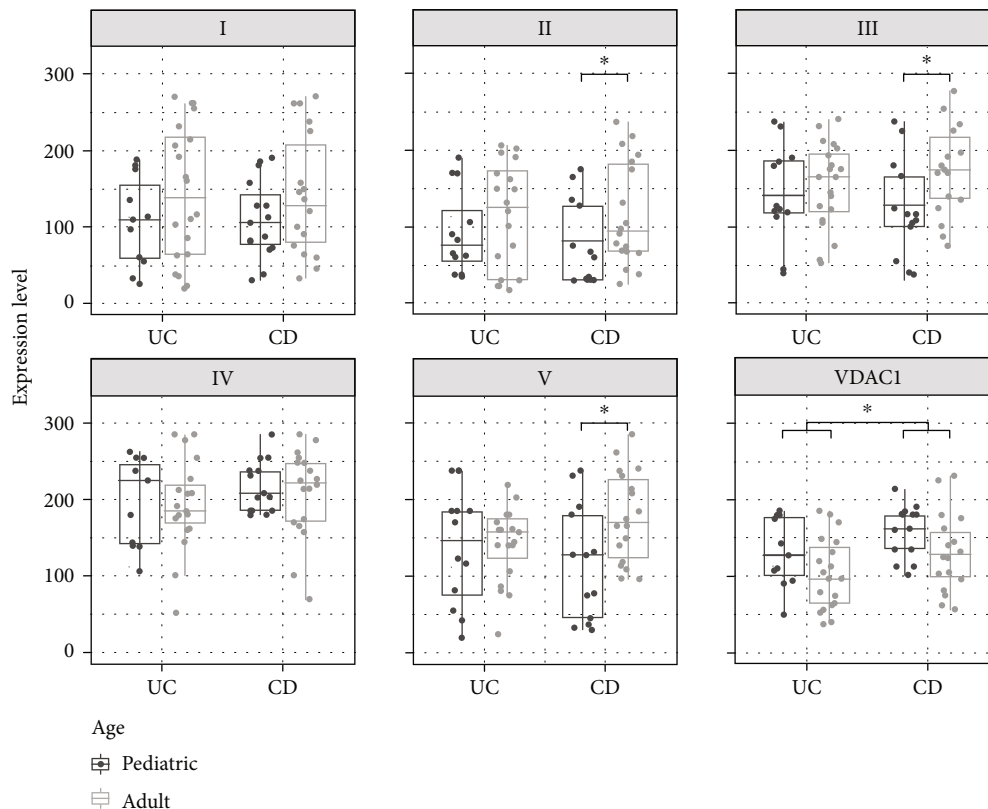 I
II
III
*
*
300
200
100
0
UC
CD
UC
CD
UC
CD
Expression level
IV
V
VDAC1
*
*
300
200
100
0
UC
CD
UC
CD
UC
CD
Age
Pediatric
Adult